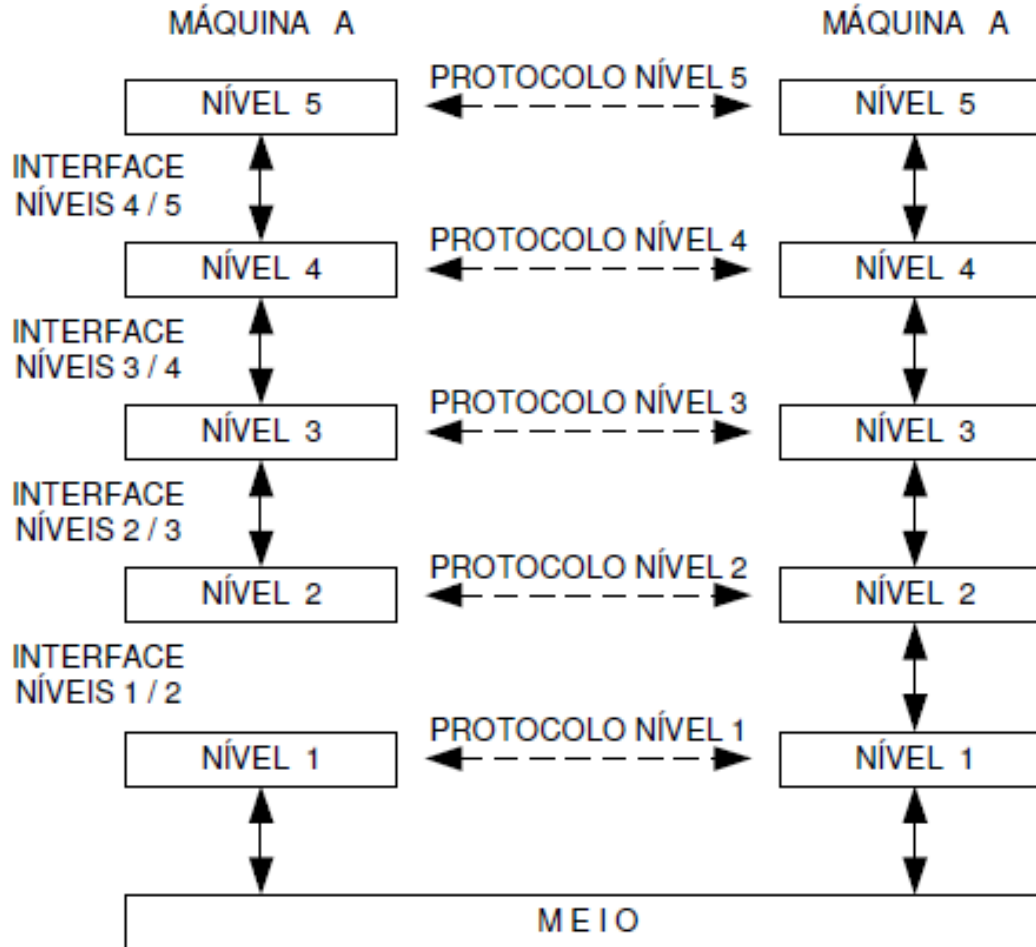 MÁQUINA A
MÁQUINA A
PROTOCOLO NÍVEL 5
NÍVEL 5
NÍVEL 5
INTERFACE
NÍVEIS 4 / 5
PROTOCOLO NÍVEL 4
NÍVEL 4
NÍVEL 4
INTERFACE
NÍVEIS 3 / 4
PROTOCOLO NÍVEL 3
NÍVEL 3
NÍVEL 3
INTERFACE
NÍVEIS 2 / 3
PROTOCOLO NÍVEL 2
NÍVEL 2
NÍVEL 2
INTERFACE
NÍVEIS 1 / 2
PROTOCOLO NÍVEL 1
NÍVEL 1
NÍVEL 1
MEIO